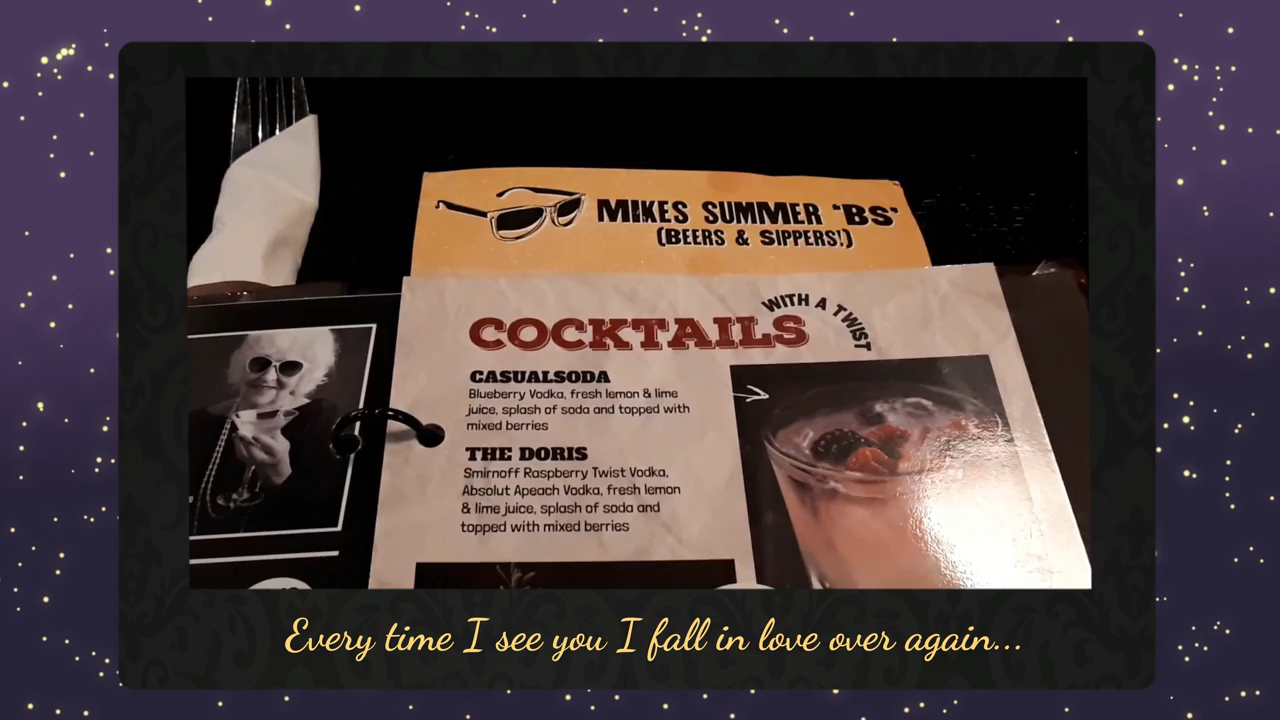 MIKES SUMMER "BS"
(BEERS & SIPPERS!)
COCKTAILS
WITH A TWIST
CASUALSODA
Blueberry Vodka, fresh lemon & lime
juice, splash of soda and topped with
mixed berries
THE DORIS
Smirnoff Raspberry Twist Vodka,
Absolut Apeach Vodka, fresh lemon
& lime juice, splash of soda and
topped with mixed berries
Every time I see you I fall in love over again...